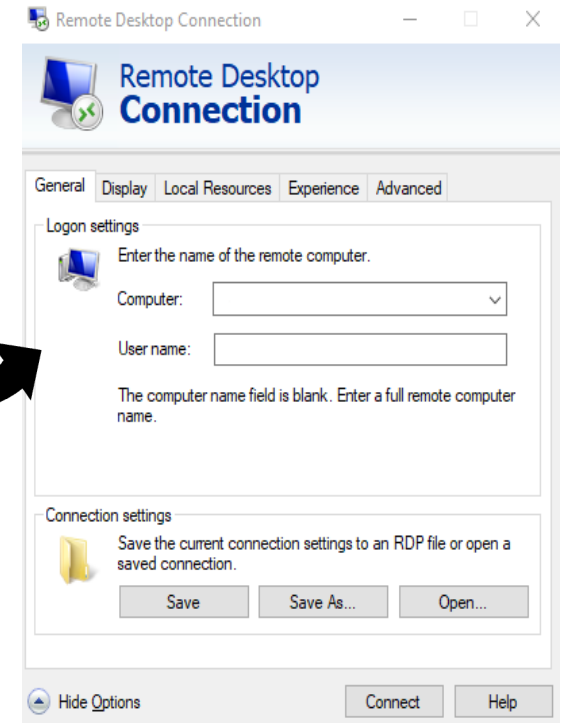 Remote Desktop Connection
Remote Desktop
Connection
General Display Local Resources Experience Advanced
Logon settings
Enter the name of the remote computer.
Computer:
User name:
The computer name field is blank. Enter a full remote computer
name.
Connection settings
Save the current connection settings to an RDP file or open a
saved connection.
Save Save As... Open...
Hide Options Connect Help